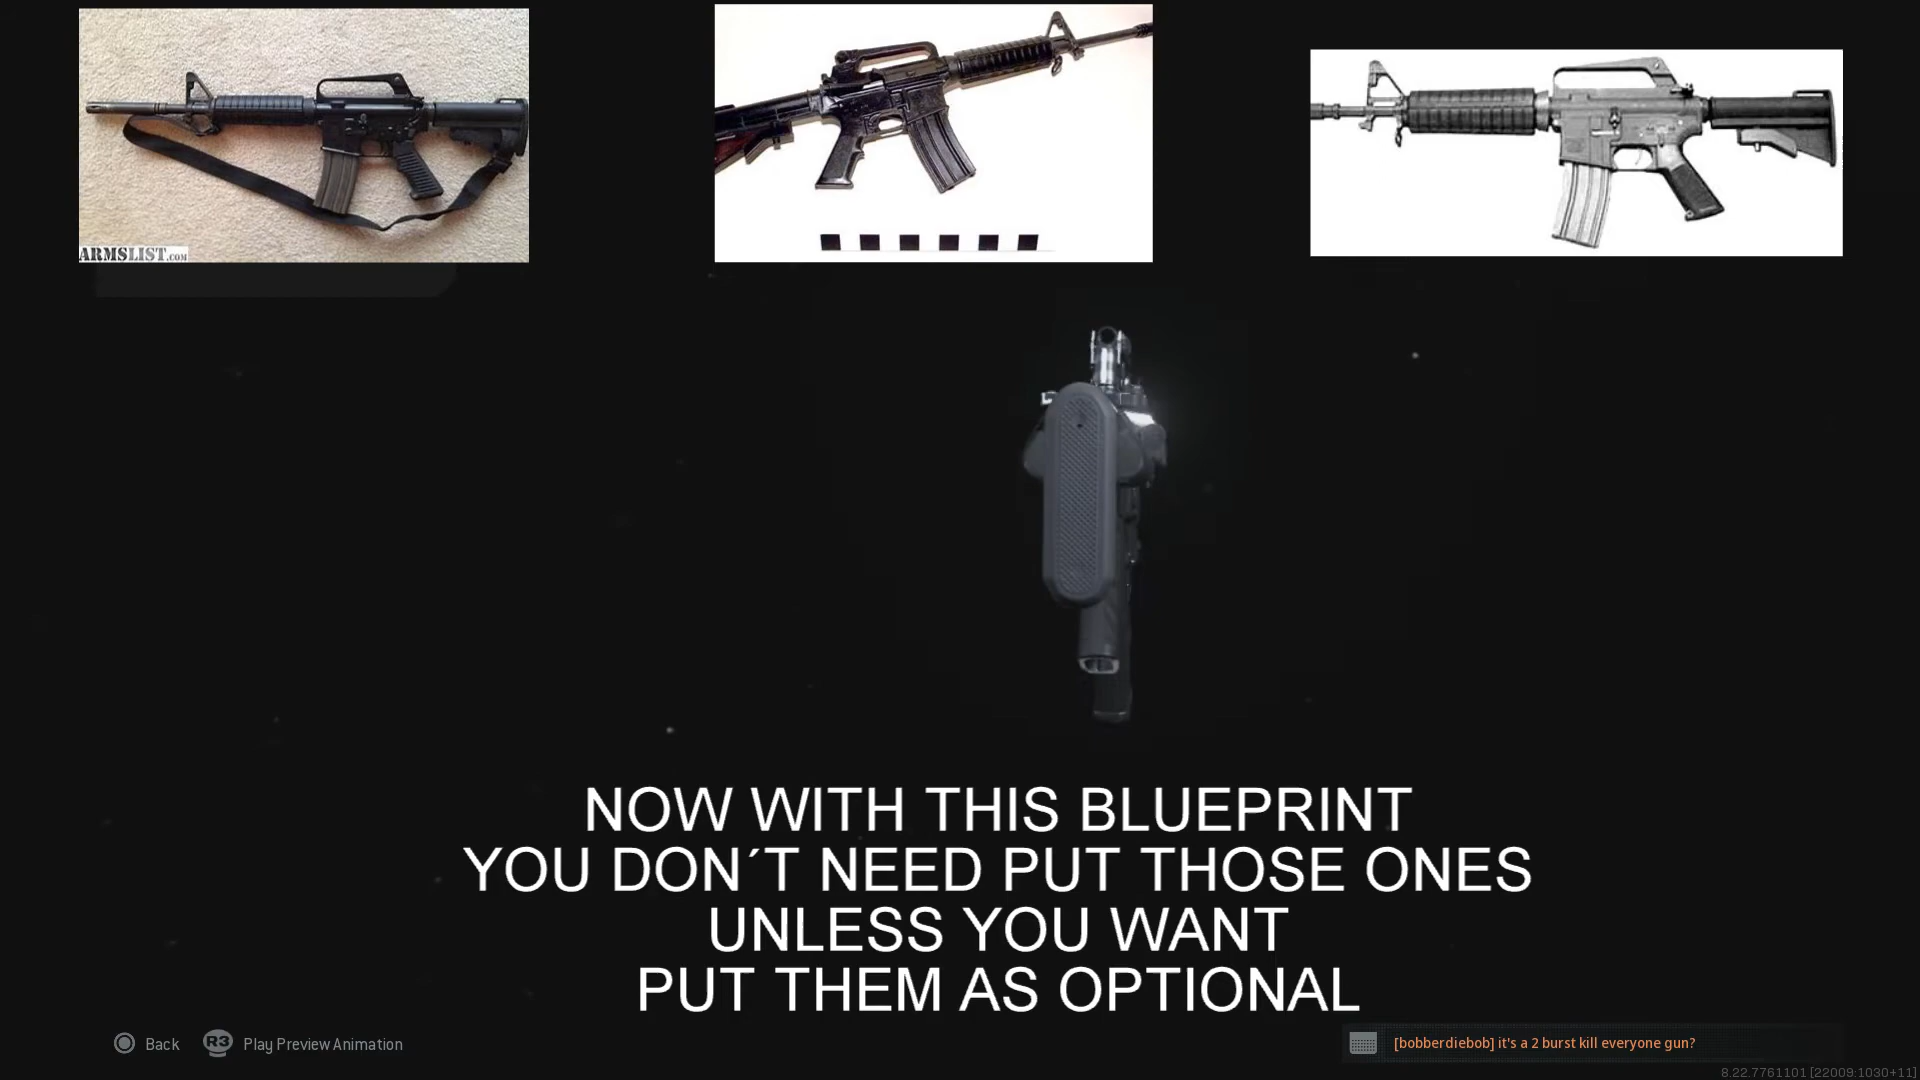 ARMSLIST.COM
NOW WITH THIS BLUEPRINT
YOU DON´T NEED PUT THOSE ONES
UNLESS YOU WANT
PUT THEM AS OPTIONAL
Back
R3 Play Preview Animation
[bobberdiebob] it's a 2 burst kill everyone gun?
8.22.7761101 [22009:1030+11]